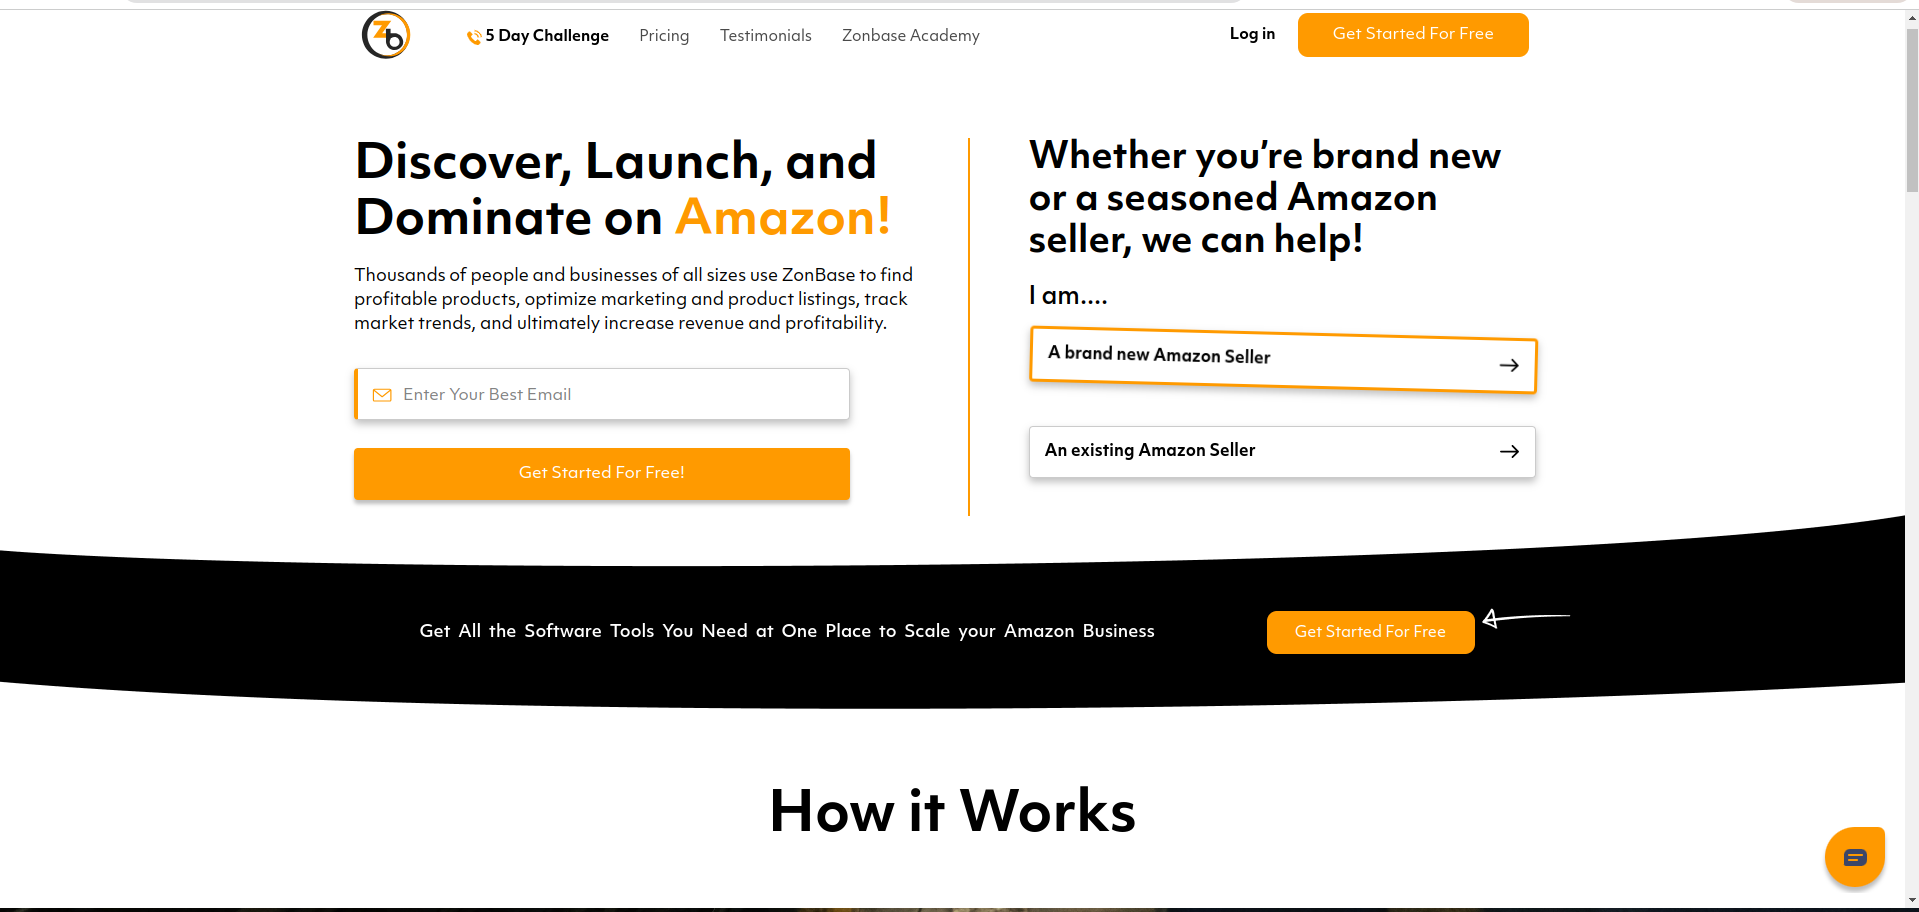 Zb
5 Day Challenge
Pricing
Testimonials
Zonbase Academy
Log in
Get Started For Free
Discover, Launch, and
Dominate on Amazon!
Thousands of people and businesses of all sizes use ZonBase to find
profitable products, optimize marketing and product listings, track
market trends, and ultimately increase revenue and profitability.
Enter Your Best Email
Get Started For Free!
Whether you’re brand new
or a seasoned Amazon
seller, we can help!
I am....
A brand new Amazon Seller
An existing Amazon Seller
Get All the Software Tools You Need at One Place to Scale your Amazon Business
Get Started For Free
How it Works